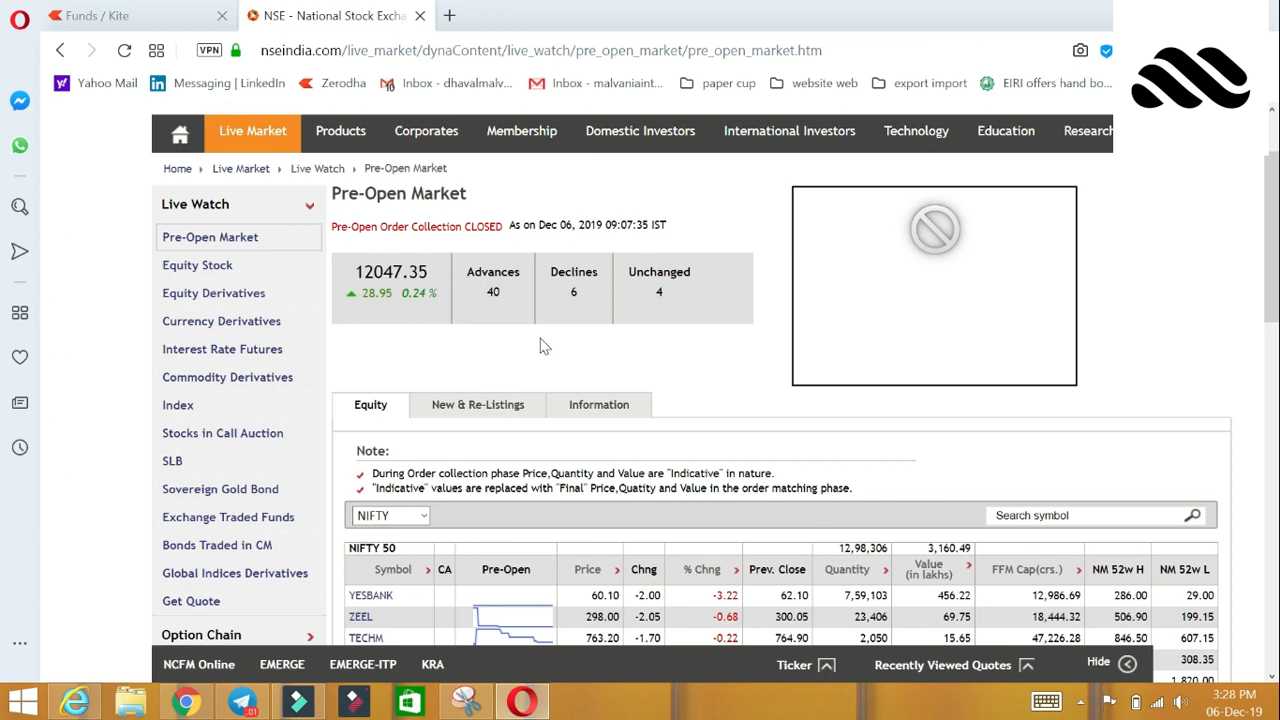 Funds / Kite
NSE - National Stock Excha
VPN
nseindia.com/live_market/dynaContent/live_watch/pre_open_market/pre_open_market.htm
Yahoo Mail
Messaging | LinkedIn
Zerodha
Inbox - dhavalmalv...
Inbox - malvaniaint...
paper cup
website web
export import
EIRI offers hand bo...
Live Market
Products
Corporates
Membership
Domestic Investors
International Investors
Technology
Education
Research
Home
Live Market
Live Watch
Pre-Open Market
Live Watch
Pre-Open Market
Equity Stock
Equity Derivatives
Currency Derivatives
Interest Rate Futures
Commodity Derivatives
Index
Stocks in Call Auction
SLB
Sovereign Gold Bond
Exchange Traded Funds
Bonds Traded in CM
Global Indices Derivatives
Get Quote
Option Chain
Pre-Open Market
Pre-Open Order Collection CLOSED As on Dec 06, 2019 09:07:35 IST
12047.35 Advances Declines Unchanged
28.95 0.24 % 40 6 4
Equity New & Re-Listings Information
Note:
During Order collection phase Price,Quantity and Value are "Indicative" in nature.
"Indicative" values are replaced with "Final" Price,Quatity and Value in the order matching phase.
NIFTY Search symbol
NIFTY 50 12,98,306 3,160.49
Symbol CA Pre-Open Price Chng % Chng Prev. Close Quantity Value (in lakhs) FFM Cap(crs.) NM 52w H NM 52w L
YESBANK 60.10 -2.00 -3.22 62.10 7,59,103 456.22 12,986.69 286.00 29.00
ZEEL 298.00 -2.05 -0.68 300.05 23,406 69.75 18,444.32 506.90 199.15
TECHM 763.20 -1.70 -0.22 764.90 2,050 15.65 47,226.28 846.50 607.15
308.35
1,820.00
NCFM Online EMERGE EMERGE-ITP KRA Ticker Recently Viewed Quotes Hide
01
3:28 PM
06-Dec-19